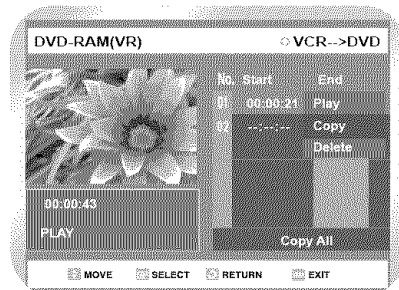 DVD-RAM(VR) VCR-->DVD
No. Start End
01 00:00:21 Play
02 --:--:-- Copy
Delete
00:00:43
PLAY
Copy All
MOVE SELECT RETURN EXIT